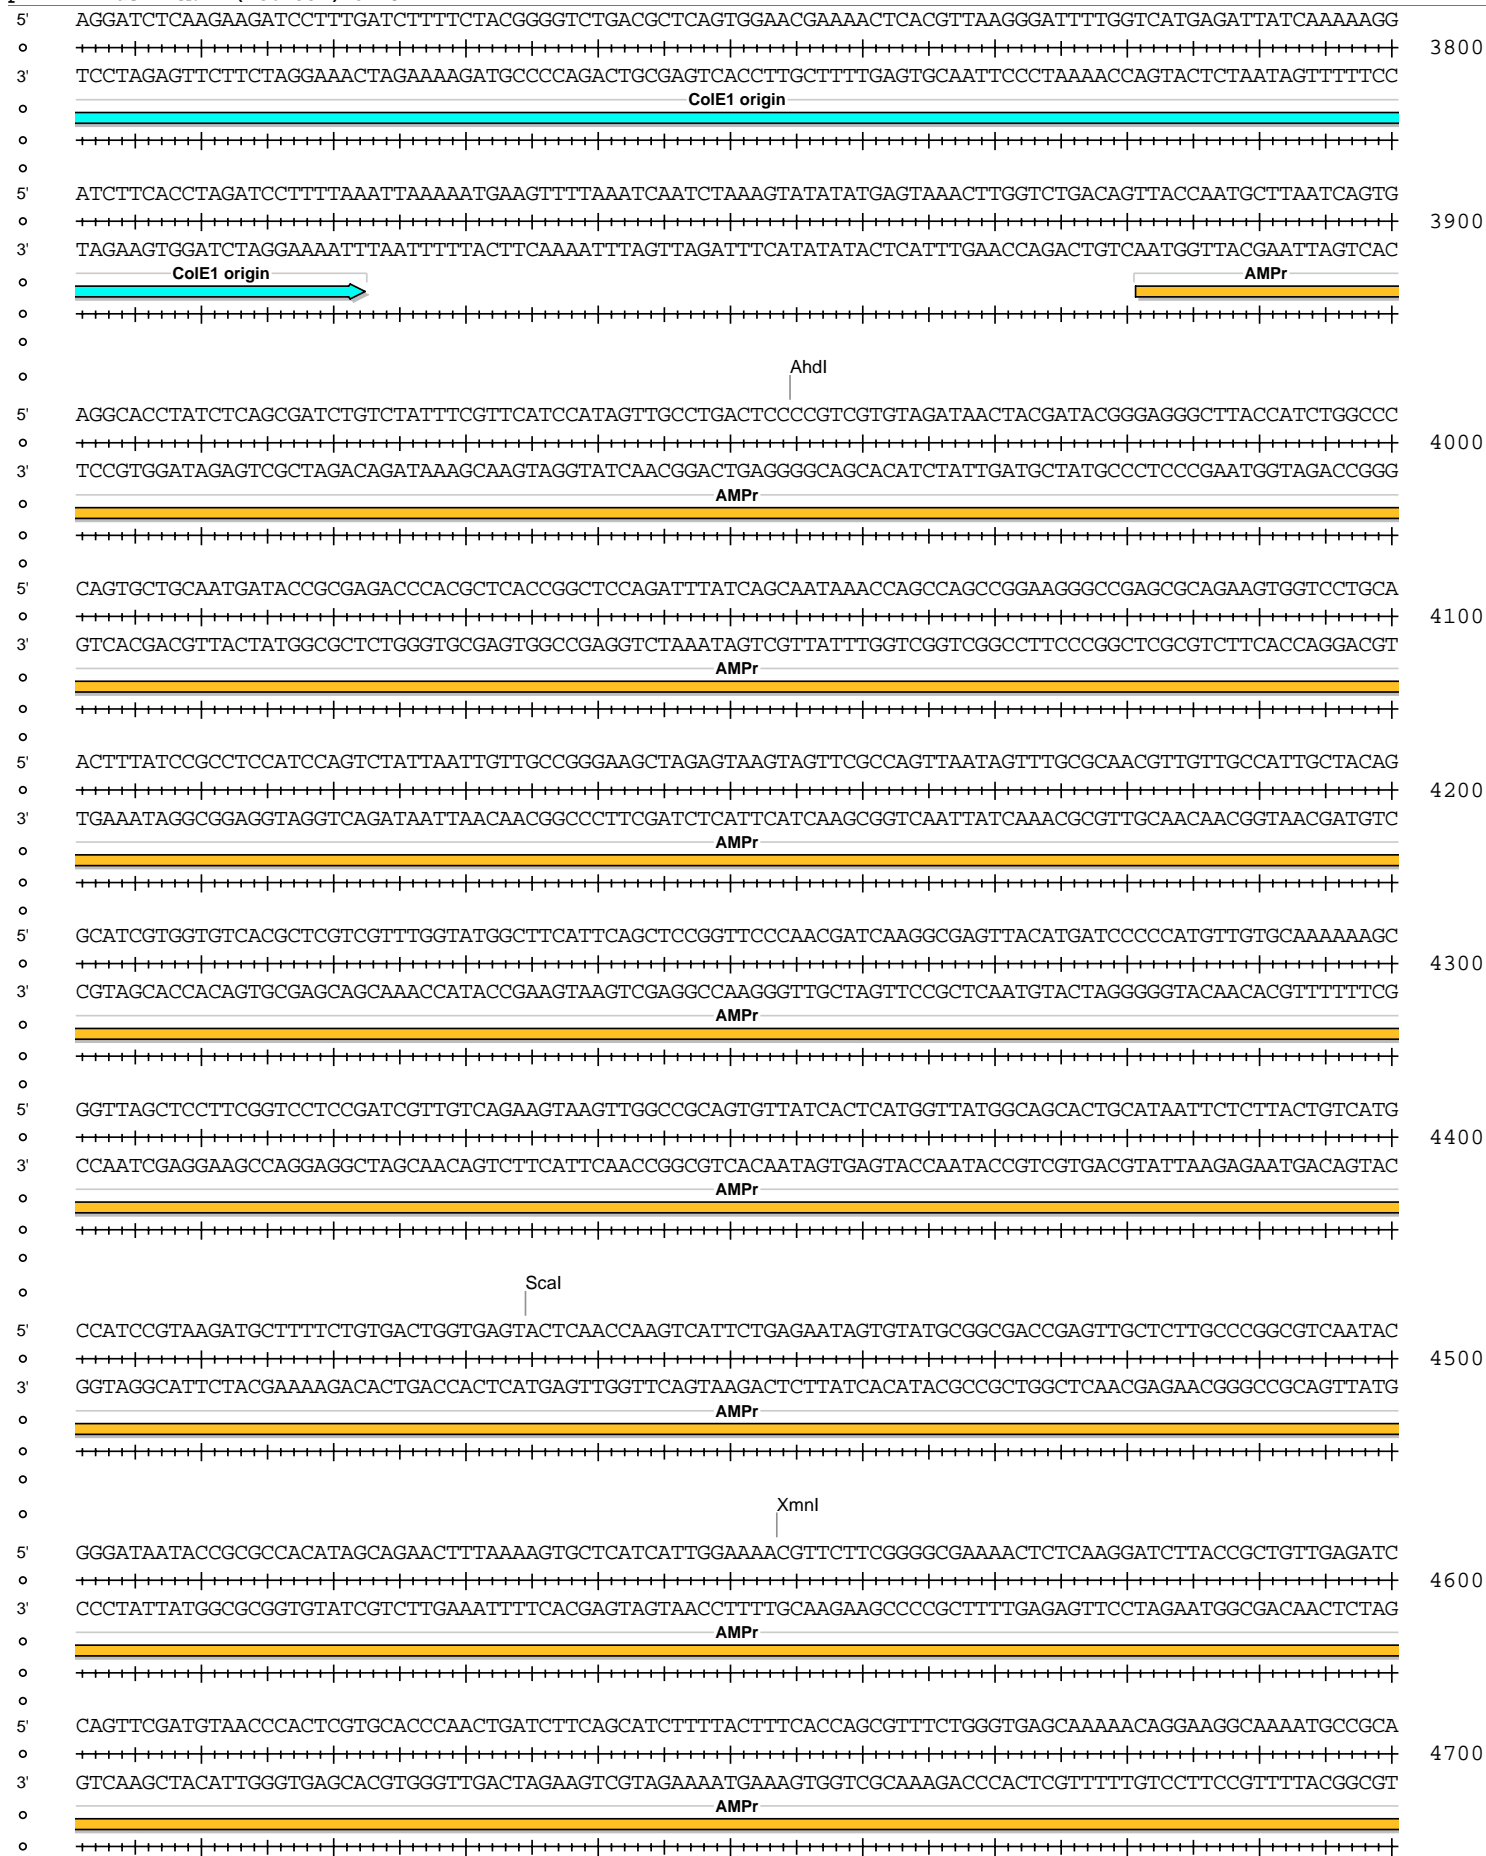 5' AGGATCTCAAGAAGATCCTTTGATCTTTTCTACGGGGTCTGACGCTCAGTGGAACGAAAACTCACGTTAAGGGATTTTGGTCATGAGATTATCAAAAAGG
3800
3' TCCTAGAGTTCTTCTAGGAAACTAGAAAAGATGCCCCAGACTGCGAGTCACCTTGCTTTTGAGTGCAATTCCCTAAAACCAGTACTCTAATAGTTTTTCC
ColE1 origin
5' ATCTTCACCTAGATCCTTTTAAATTAAAAATGAAGTTTTAAATCAATCTAAAGTATATATGAGTAAACTTGGTCTGACAGTTACCAATGCTTAATCAGTG
3900
3' TAGAAGTGGATCTAGGAAAATTTAATTTTTACTTCAAAATTTAGTTAGATTTCATATATACTCATTTGAACCAGACTGTCAATGGTTACGAATTAGTCAC
ColE1 origin AMPr
AhdI
5' AGGCACCTATCTCAGCGATCTGTCTATTTCGTTCATCCATAGTTGCCTGACTCCCCGTCGTGTAGATAACTACGATACGGGAGGGCTTACCATCTGGCCC
4000
3' TCCGTGGATAGAGTCGCTAGACAGATAAAGCAAGTAGGTATCAACGGACTGAGGGGCAGCACATCTATTGATGCTATGCCCTCCCGAATGGTAGACCGGG
AMPr
5' CAGTGCTGCAATGATACCGCGAGACCCACGCTCACCGGCTCCAGATTTATCAGCAATAAACCAGCCAGCCGGAAGGGCCGAGCGCAGAAGTGGTCCTGCA
4100
3' GTCACGACGTTACTATGGCGCTCTGGGTGCGAGTGGCCGAGGTCTAAATAGTCGTTATTTGGTCGGTCGGCCTTCCCGGCTCGCGTCTTCACCAGGACGT
AMPr
5' ACTTTATCCGCCTCCATCCAGTCTATTAATTGTTGCCGGGAAGCTAGAGTAAGTAGTTCGCCAGTTAATAGTTTGCGCAACGTTGTTGCCATTGCTACAG
4200
3' TGAAATAGGCGGAGGTAGGTCAGATAATTAACAACGGCCCTTCGATCTCATTCATCAAGCGGTCAATTATCAAACGCGTTGCAACAACGGTAACGATGTC
AMPr
5' GCATCGTGGTGTCACGCTCGTCGTTTGGTATGGCTTCATTCAGCTCCGGTTCCCAACGATCAAGGCGAGTTACATGATCCCCCATGTTGTGCAAAAAAGC
4300
3' CGTAGCACCACAGTGCGAGCAGCAAACCATACCGAAGTAAGTCGAGGCCAAGGGTTGCTAGTTCCGCTCAATGTACTAGGGGGTACAACACGTTTTTTCG
AMPr
5' GGTTAGCTCCTTCGGTCCTCCGATCGTTGTCAGAAGTAAGTTGGCCGCAGTGTTATCACTCATGGTTATGGCAGCACTGCATAATTCTCTTACTGTCATG
4400
3' CCAATCGAGGAAGCCAGGAGGCTAGCAACAGTCTTCATTCAACCGGCGTCACAATAGTGAGTACCAATACCGTCGTGACGTATTAAGAGAATGACAGTAC
AMPr
ScaI
5' CCATCCGTAAGATGCTTTTCTGTGACTGGTGAGTACTCAACCAAGTCATTCTGAGAATAGTGTATGCGGCGACCGAGTTGCTCTTGCCCGGCGTCAATAC
4500
3' GGTAGGCATTCTACGAAAAGACACTGACCACTCATGAGTTGGTTCAGTAAGACTCTTATCACATACGCCGCTGGCTCAACGAGAACGGGCCGCAGTTATG
AMPr
XmnI
5' GGGATAATACCGCGCCACATAGCAGAACTTTAAAAGTGCTCATCATTGGAAAACGTTCTTCGGGGCGAAAACTCTCAAGGATCTTACCGCTGTTGAGATC
4600
3' CCCTATTATGGCGCGGTGTATCGTCTTGAAATTTTCACGAGTAGTAACCTTTTGCAAGAAGCCCCGCTTTTGAGAGTTCCTAGAATGGCGACAACTCTAG
AMPr
5' CAGTTCGATGTAACCCACTCGTGCACCCAACTGATCTTCAGCATCTTTTACTTTCACCAGCGTTTCTGGGTGAGCAAAAACAGGAAGGCAAAATGCCGCA
4700
3' GTCAAGCTACATTGGGTGAGCACGTGGGTTGACTAGAAGTCGTAGAAAATGAAAGTGGTCGCAAAGACCCACTCGTTTTTGTCCTTCCGTTTTACGGCGT
AMPr